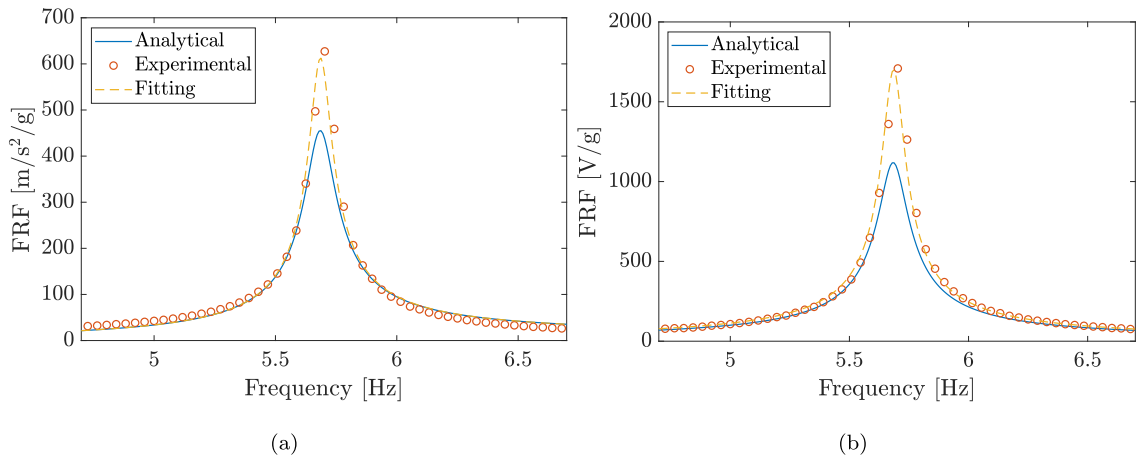 700
600
500
400
300
200
100
0
FRF [m/s²/g]
Analytical
Experimental
Fitting
5
5.5
6
6.5
Frequency [Hz]
(a)
2000
1500
1000
500
0
FRF [V/g]
Analytical
Experimental
Fitting
5
5.5
6
6.5
Frequency [Hz]
(b)